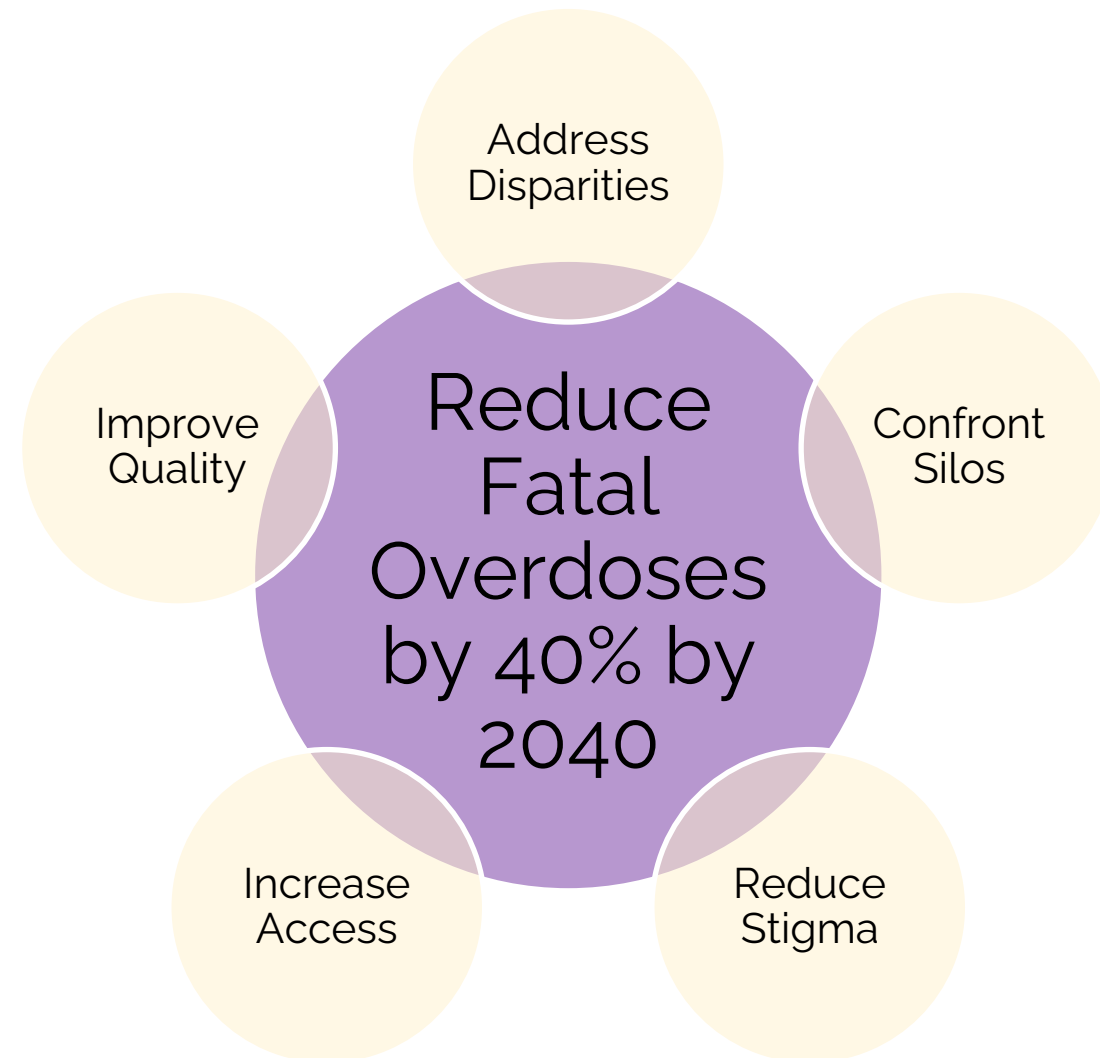 Address
Disparities
Reduce
Fatal
Overdoses
by 40% by
2040
Confront
Silos
Reduce
Stigma
Increase
Access
Improve
Quality